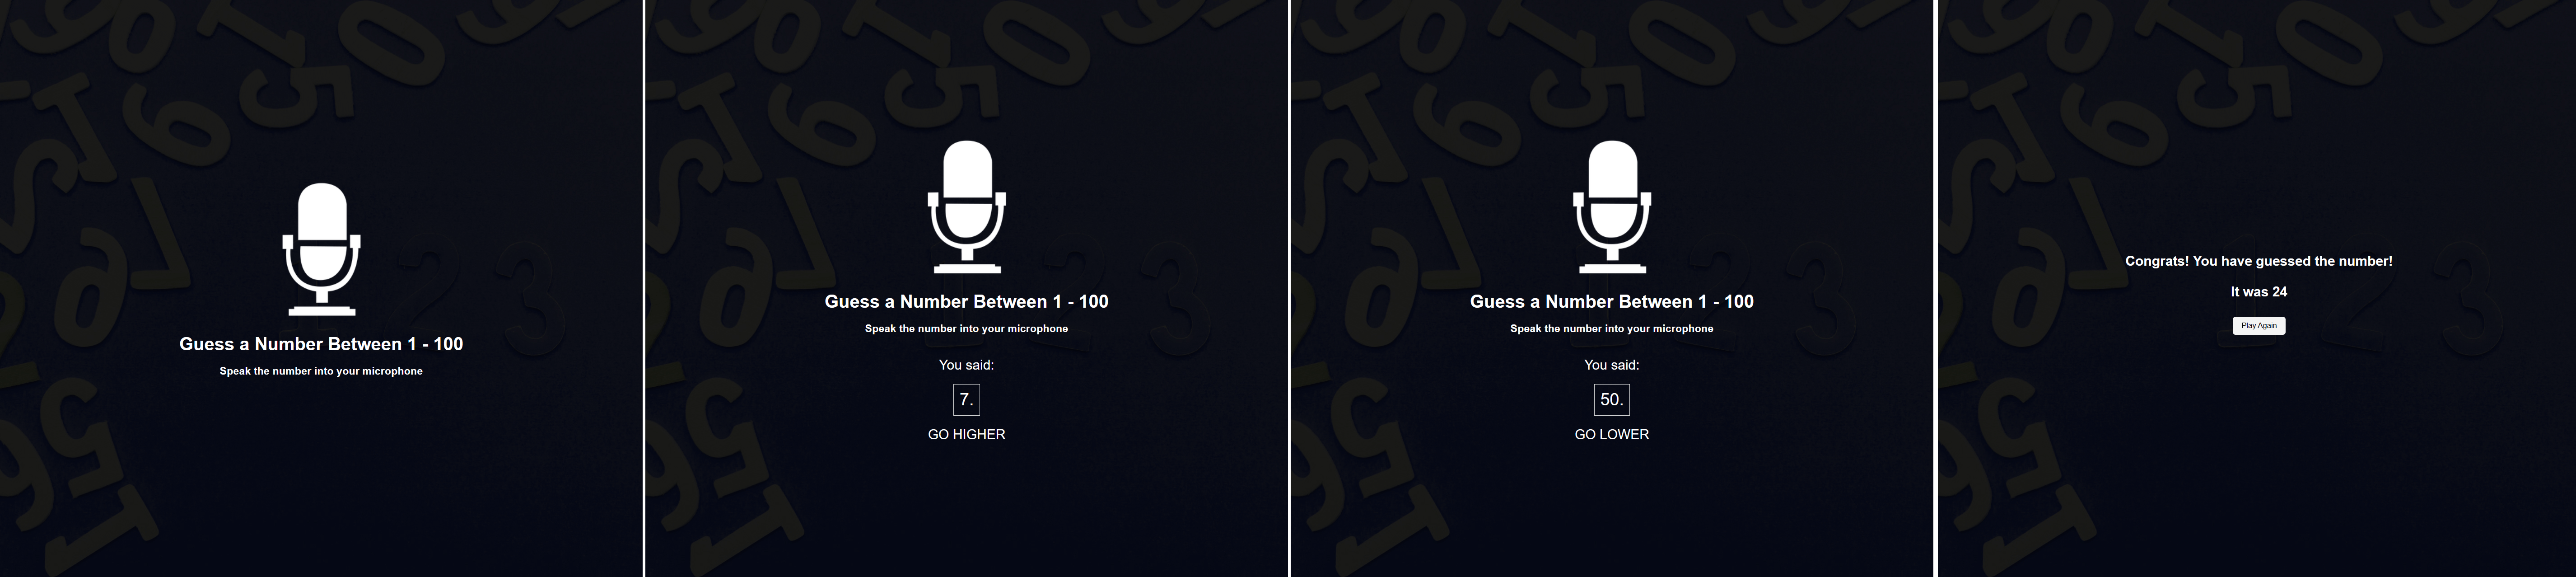 Guess a Number Between 1 - 100
Speak the number into your microphone
Guess a Number Between 1 - 100
Speak the number into your microphone
You said:
7.
GO HIGHER
Guess a Number Between 1 - 100
Speak the number into your microphone
You said:
50.
GO LOWER
Congrats! You have guessed the number!
It was 24
Play Again